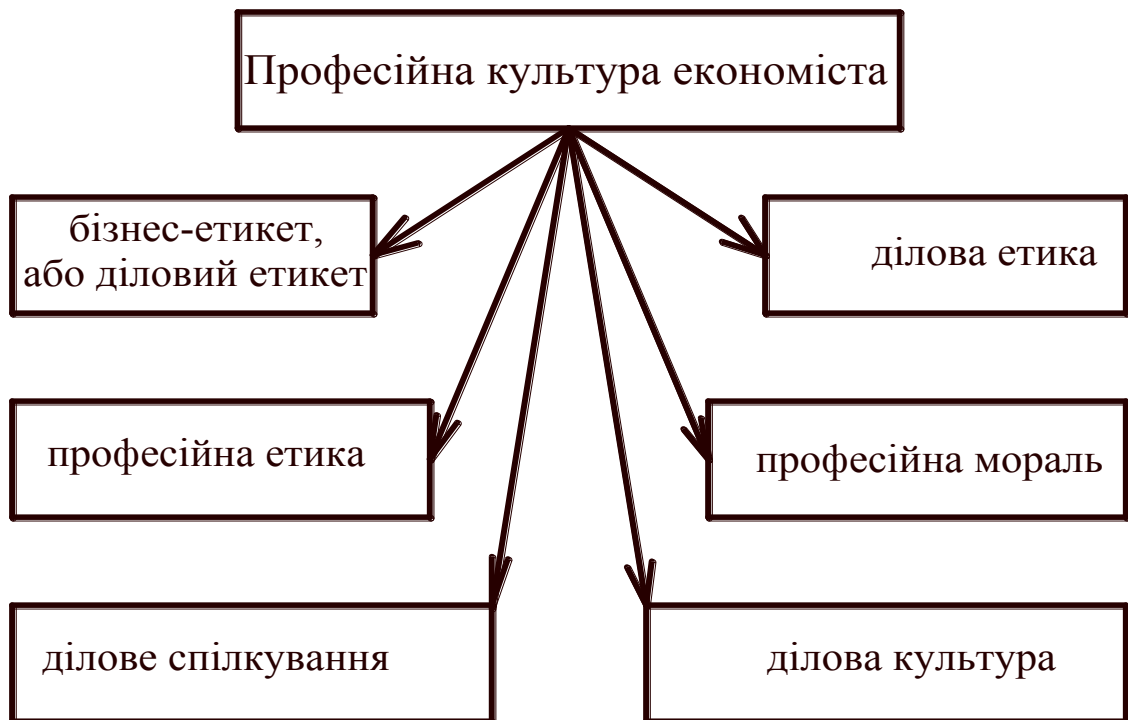 Професійна культура економіста
бізнес-етикет,
або діловий етикет
ділова етика
професійна етика
професійна мораль
ділове спілкування
ділова культура